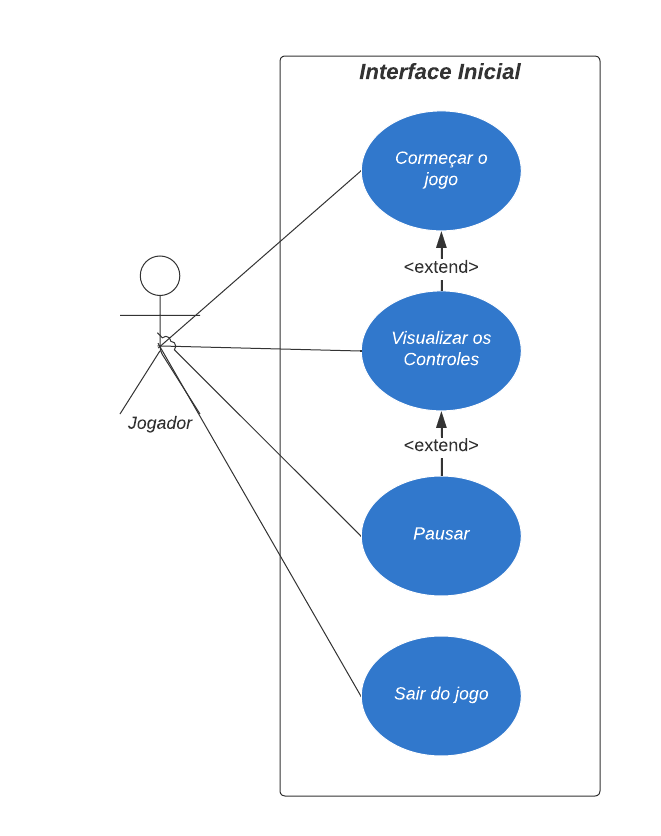 Interface Inicial
Cormeçar o
jogo
<extend>
Visualizar os
Controles
Jogador
<extend>
Pausar
Sair do jogo